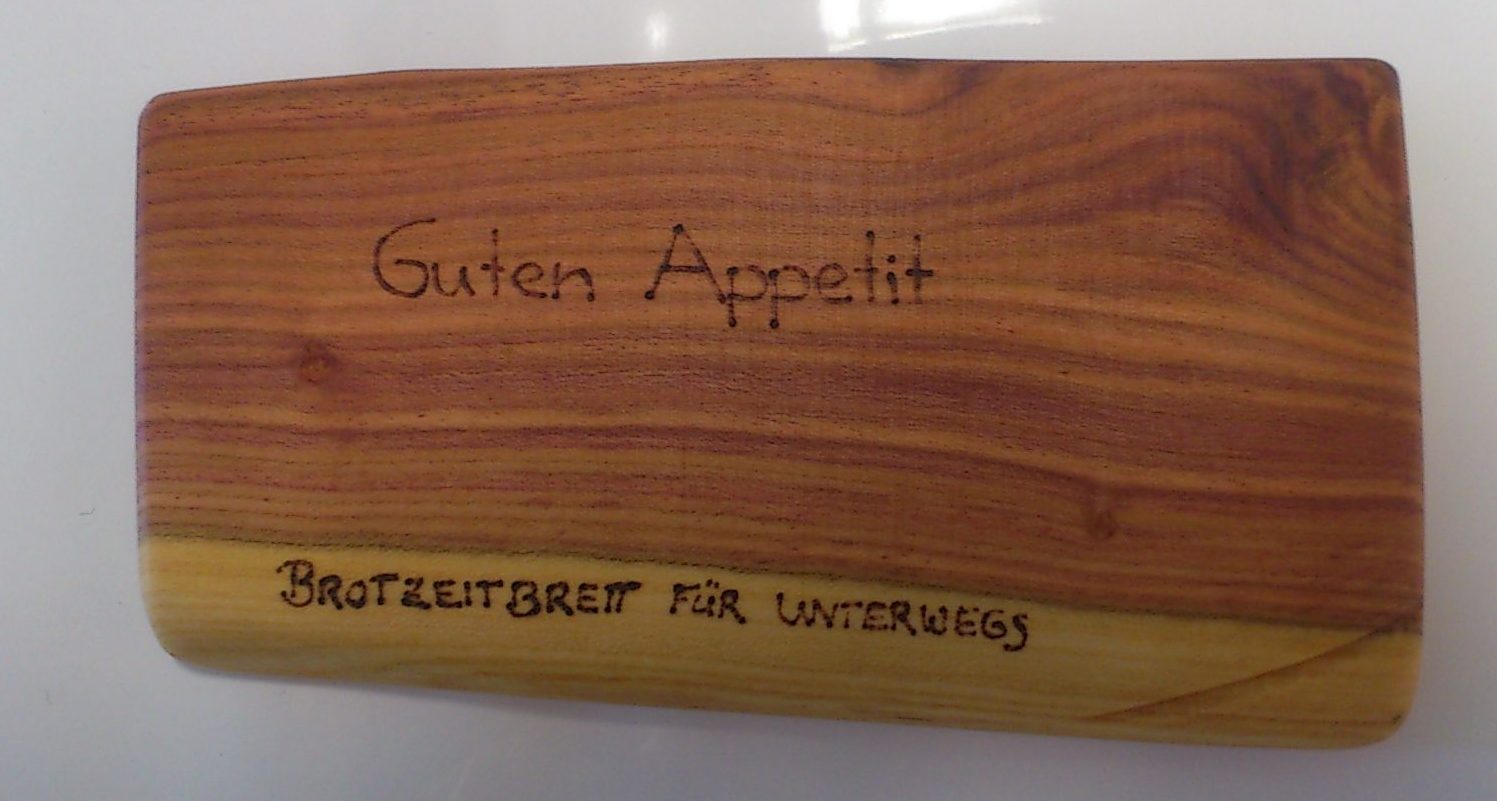 Guten Appetit
BROTZEITBRETT FÜR UNTERWEGS